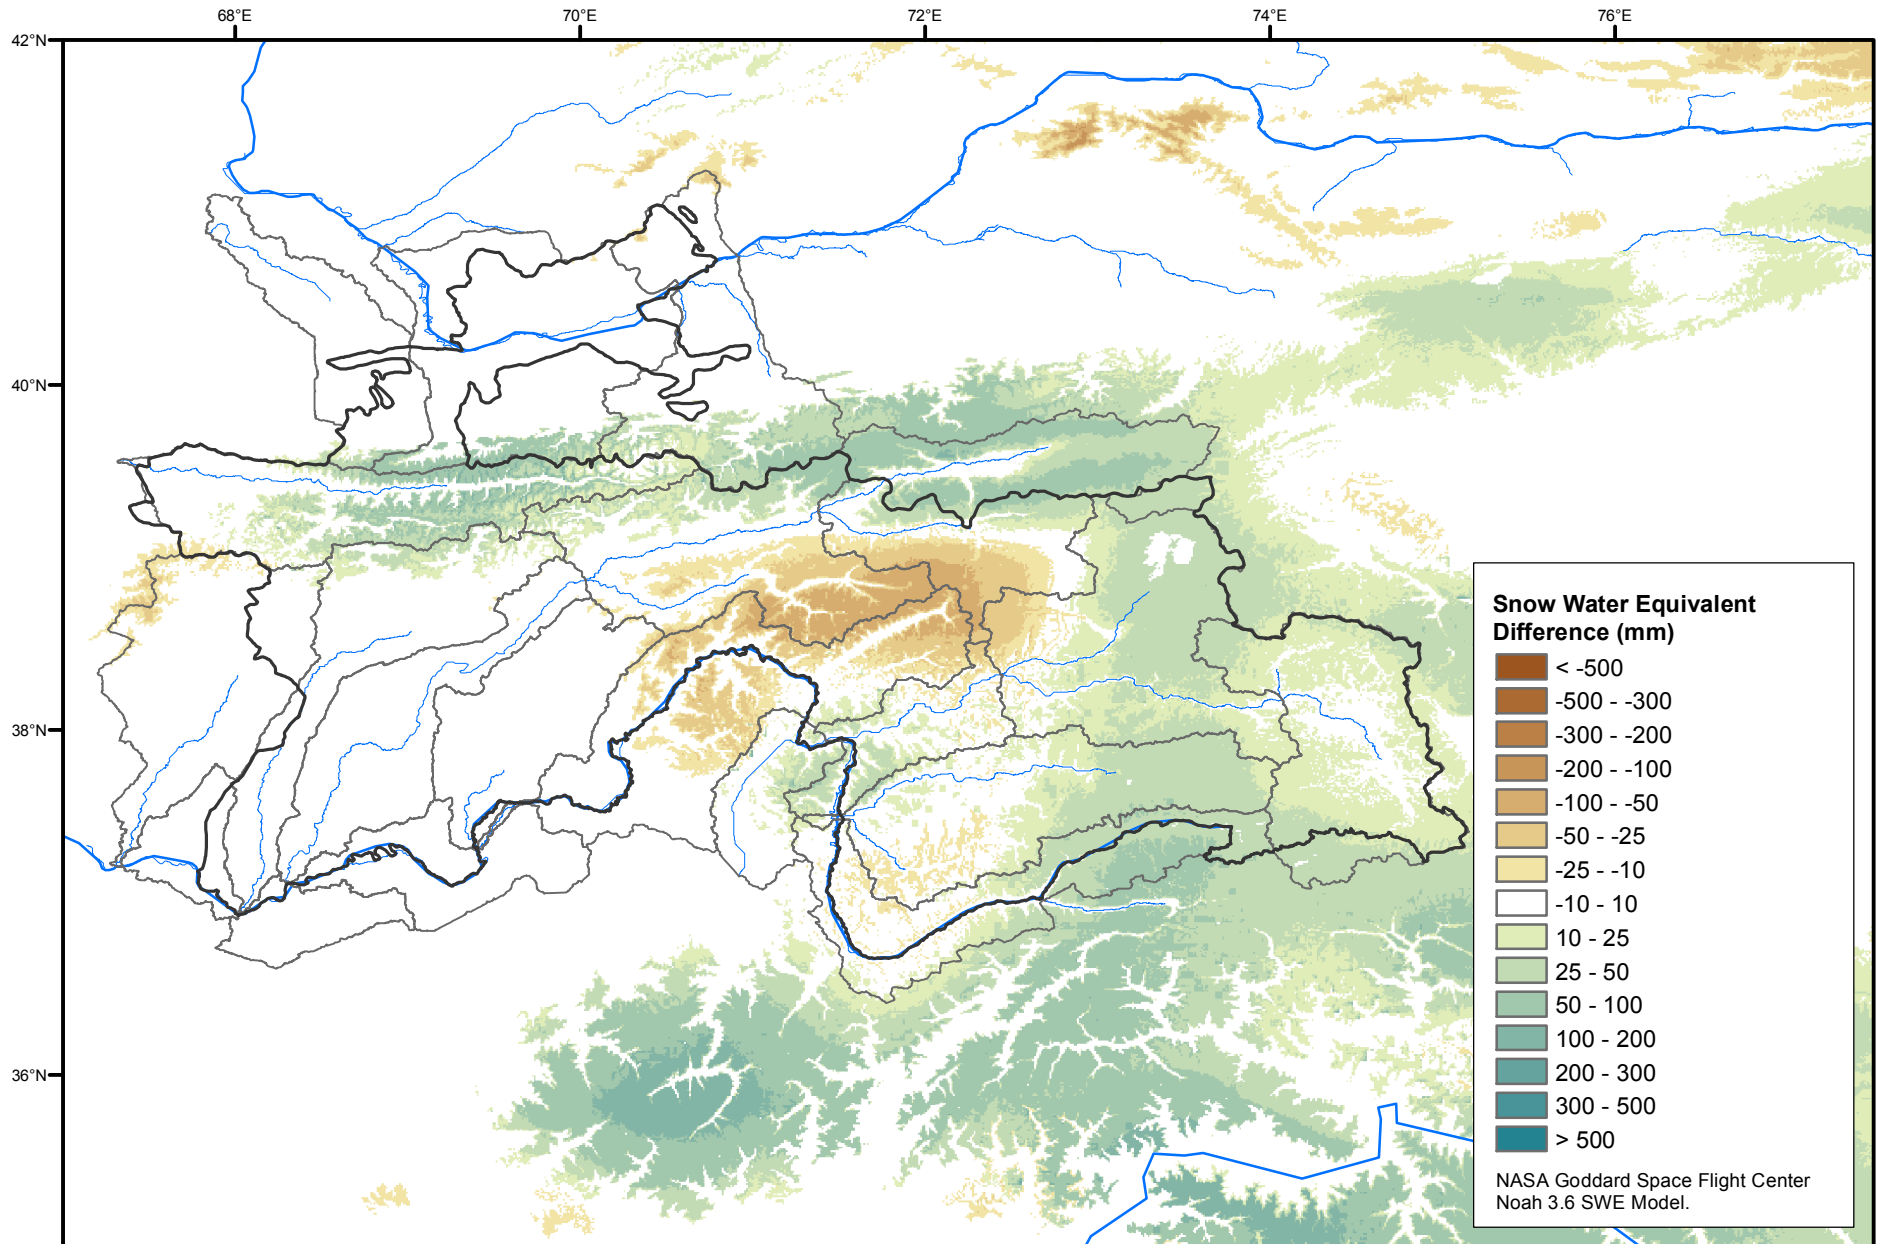 68°E
70°E
72°E
74°E
76°E
42°N
40°N
38°N
36°N
Snow Water Equivalent
Difference (mm)
< -500
-500 - -300
-300 - -200
-200 - -100
-100 - -50
-50 - -25
-25 - -10
-10 - 10
10 - 25
25 - 50
50 - 100
100 - 200
200 - 300
300 - 500
> 500
NASA Goddard Space Flight Center
Noah 3.6 SWE Model.